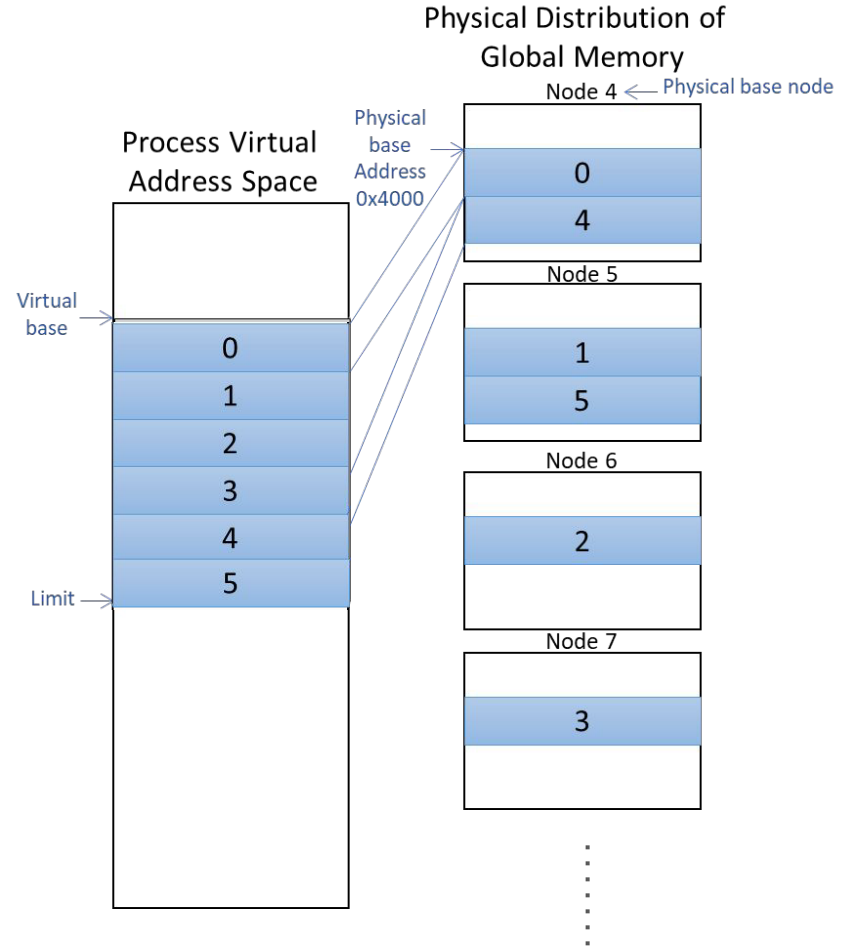 Physical Distribution of
Global Memory
Node 4
Physical base node
Physical
base
Address
0x4000
0
4
Process Virtual
Address Space
Virtual
base
0
1
2
3
4
5
Limit
Node 5
1
5
Node 6
2
Node 7
3